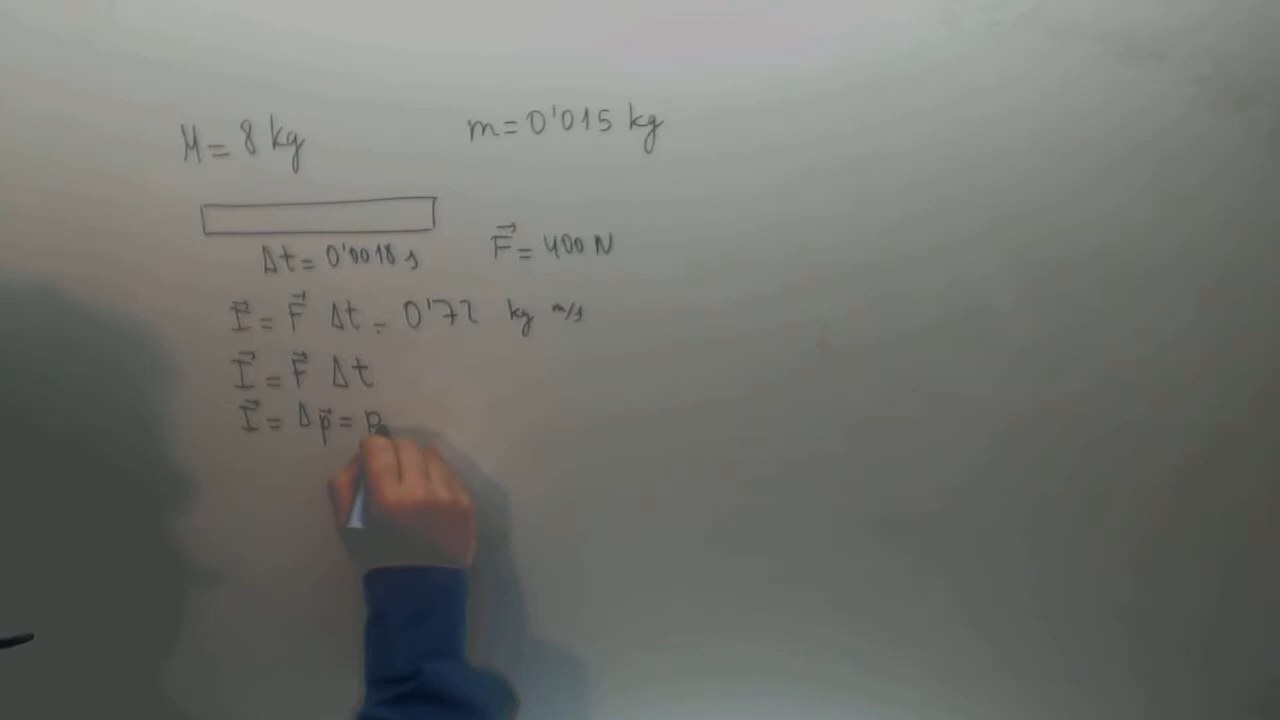 M = 8 kg
m = 0'015 kg
Δt = 0'0018 s
F⃗ = 400 N
I⃗ = F⃗ Δt = 0'72 kg m/s
I⃗ = F⃗ Δt
I⃗ = Δp⃗ = p